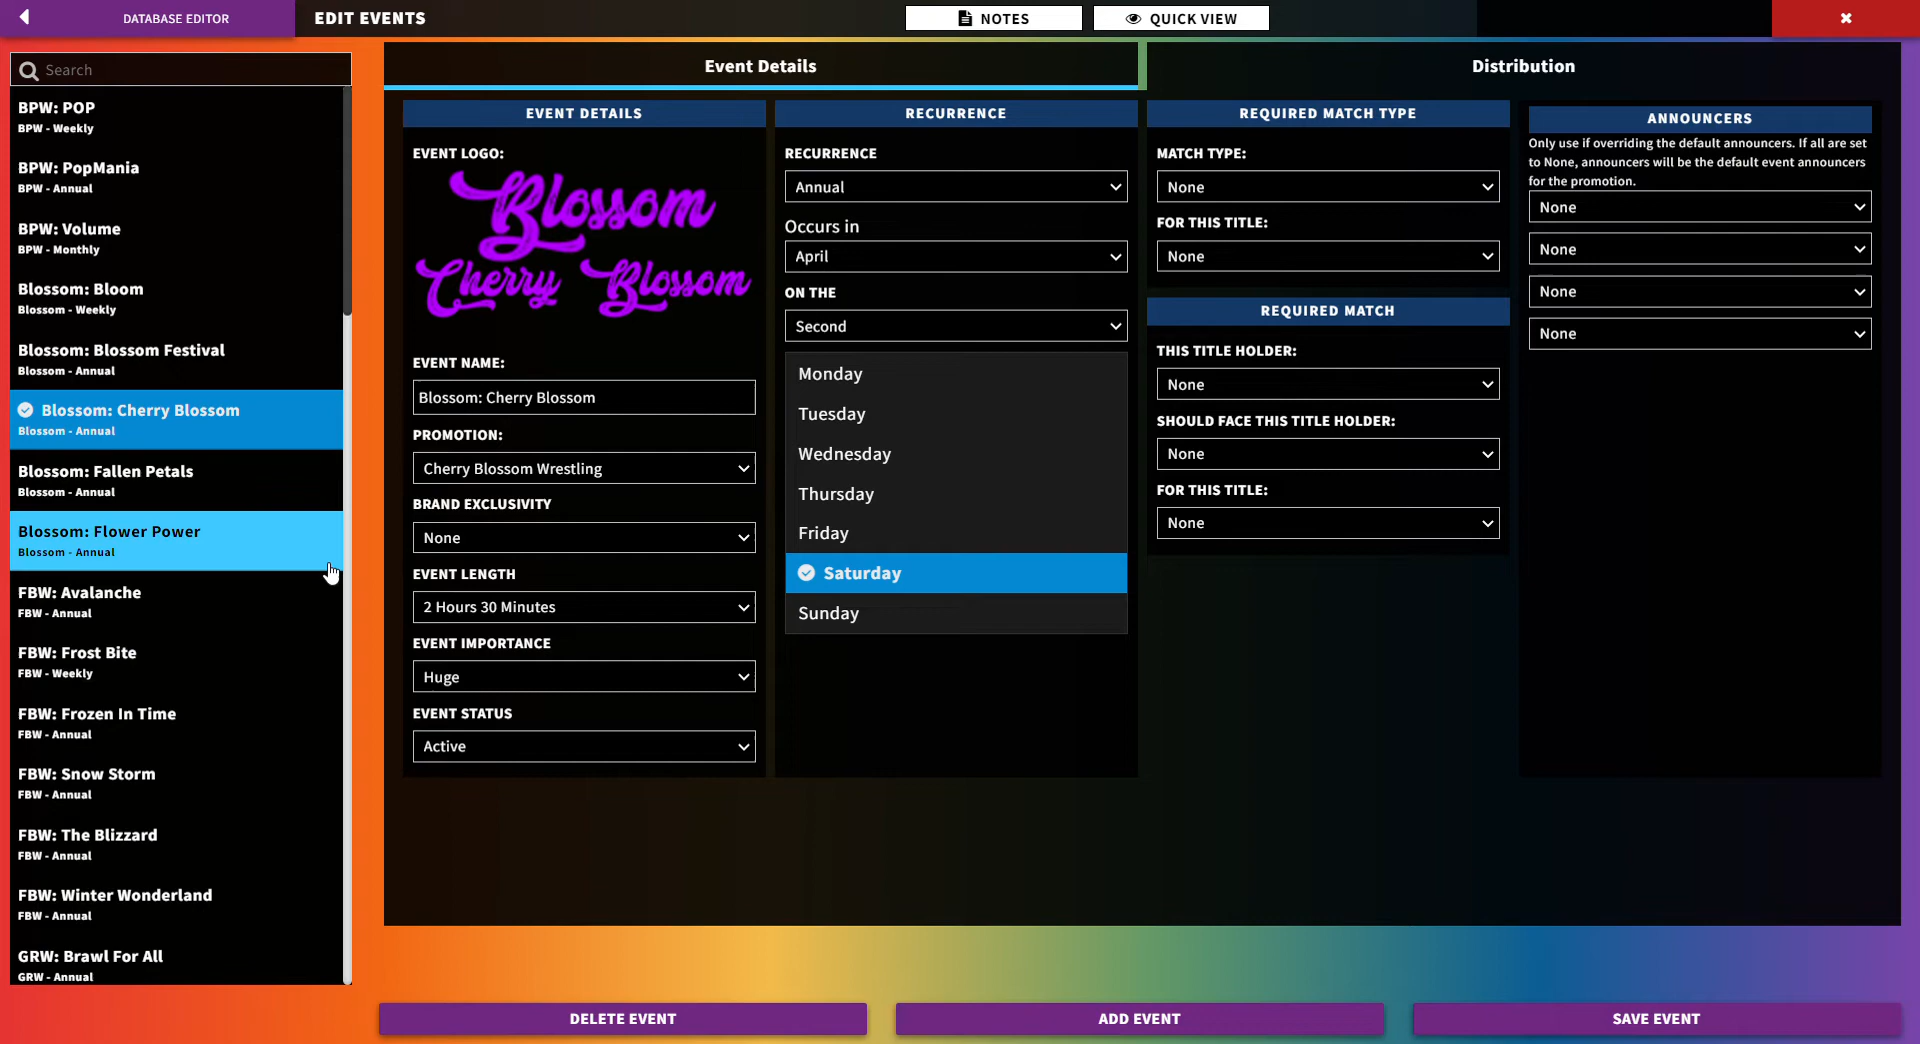 DATABASE EDITOR
EDIT EVENTS
NOTES
QUICK VIEW
Search
BPW: POP
BPW - Weekly
BPW: PopMania
BPW - Annual
BPW: Volume
BPW - Monthly
Blossom: Bloom
Blossom - Weekly
Blossom: Blossom Festival
Blossom - Annual
Blossom: Cherry Blossom
Blossom - Annual
Blossom: Fallen Petals
Blossom - Annual
Blossom: Flower Power
Blossom - Annual
FBW: Avalanche
FBW - Annual
FBW: Frost Bite
FBW - Weekly
FBW: Frozen In Time
FBW - Annual
FBW: Snow Storm
FBW - Annual
FBW: The Blizzard
FBW - Annual
FBW: Winter Wonderland
FBW - Annual
GRW: Brawl For All
GRW - Annual
Event Details
Distribution
EVENT DETAILS
EVENT LOGO:
Blossom
Cherry Blossom
EVENT NAME:
Blossom: Cherry Blossom
PROMOTION:
Cherry Blossom Wrestling
BRAND EXCLUSIVITY
None
EVENT LENGTH
2 Hours 30 Minutes
EVENT IMPORTANCE
Huge
EVENT STATUS
Active
RECURRENCE
RECURRENCE
Annual
Occurs in
April
ON THE
Second
Monday
Tuesday
Wednesday
Thursday
Friday
Saturday
Sunday
REQUIRED MATCH TYPE
MATCH TYPE:
None
FOR THIS TITLE:
None
REQUIRED MATCH
THIS TITLE HOLDER:
None
SHOULD FACE THIS TITLE HOLDER:
None
FOR THIS TITLE:
None
ANNOUNCERS
Only use if overriding the default announcers. If all are set
to None, announcers will be the default event announcers
for the promotion.
None
None
None
None
DELETE EVENT
ADD EVENT
SAVE EVENT